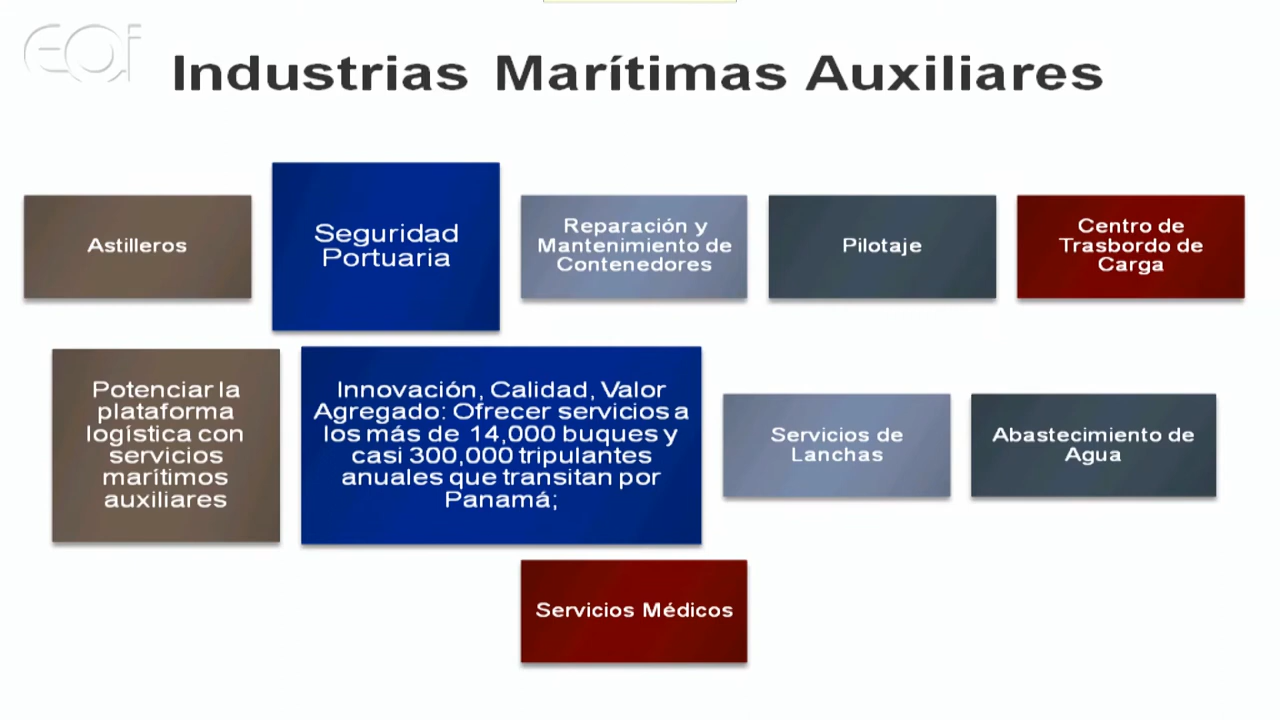 eoi
Industrias Marítimas Auxiliares
Astilleros
Seguridad
Portuaria
Reparación y
Mantenimiento de
Contenedores
Pilotaje
Centro de
Trasbordo de
Carga
Potenciar la
plataforma
logística con
servicios
marítimos
auxiliares
Innovación, Calidad, Valor
Agregado: Ofrecer servicios a
los más de 14,000 buques y
casi 300,000 tripulantes
anuales que transitan por
Panamá;
Servicios de
Lanchas
Abastecimiento de
Agua
Servicios Médicos